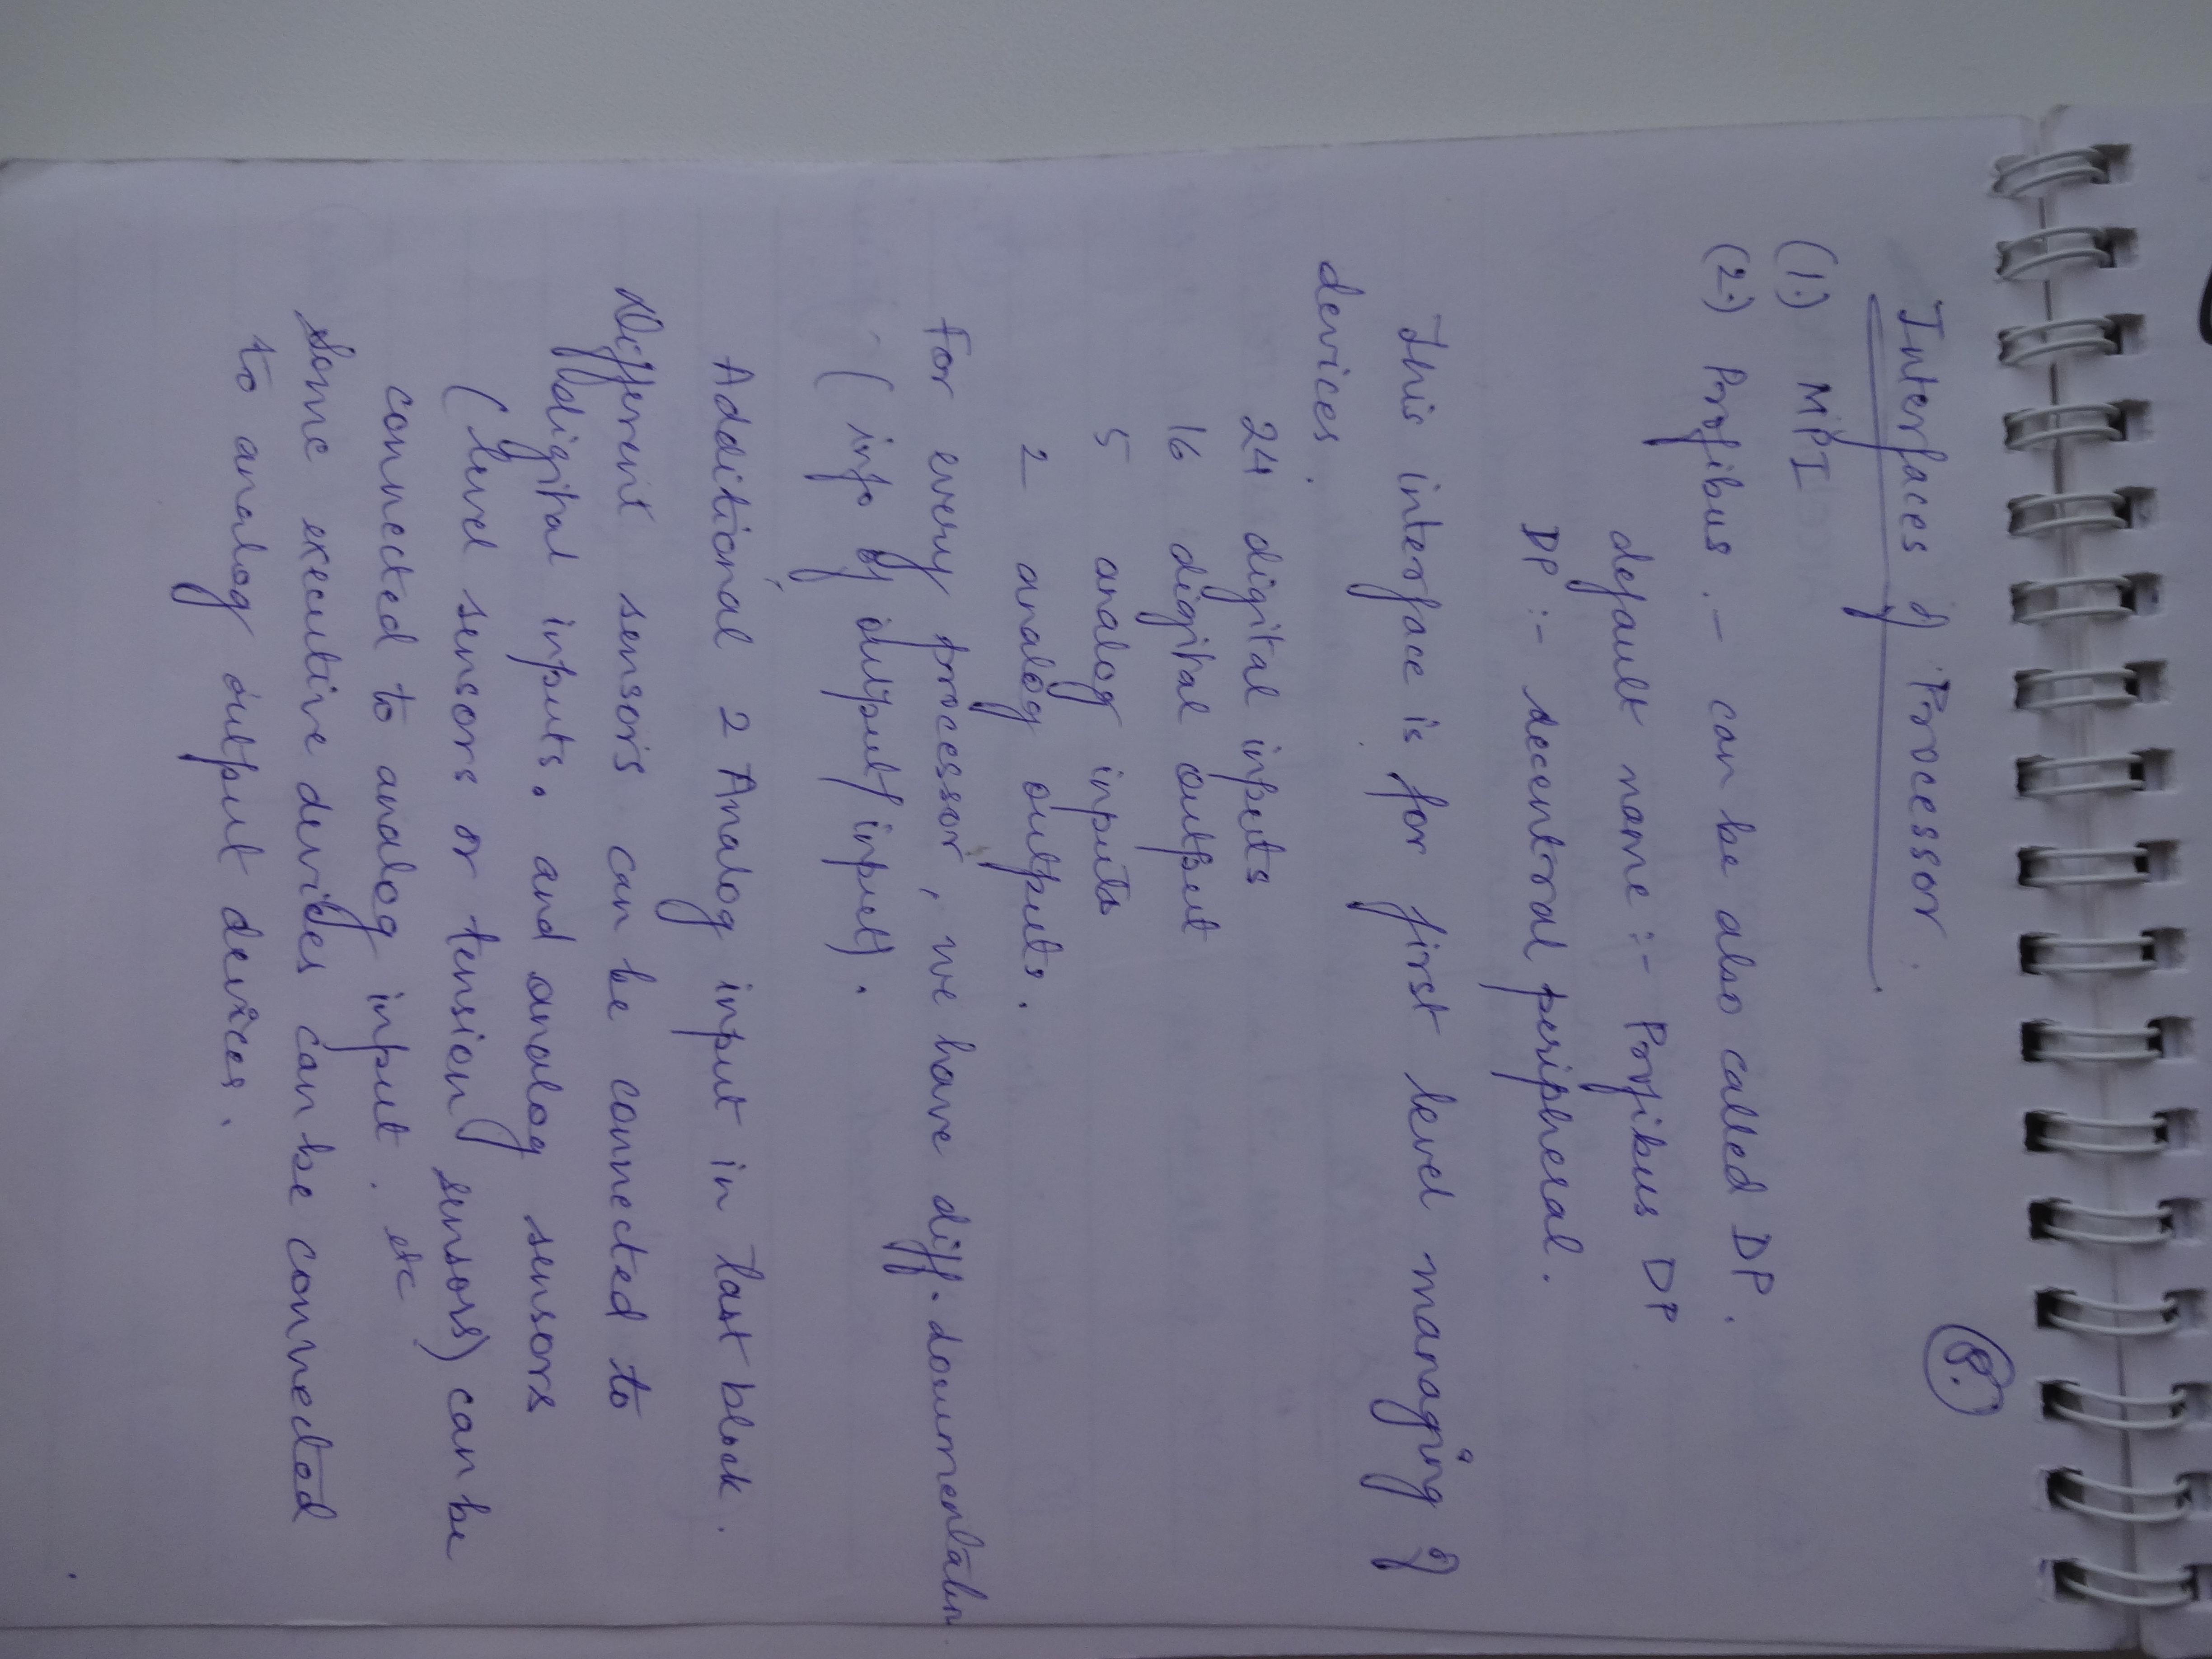 8.
Interfaces of Processor.
(1.) MPI
(2.) Profibus. - can be also called DP.
default name :- Profibus DP
DP :- decentral peripheral.
This interface is for first level managing of
devices.
24 digital inputs
16 digital output
5 analog inputs
2 analog outputs.
For every processor, we have diff. documentation
(info of output/input).
Additional 2 Analog input in last block.
Different sensors can be connected to
digital inputs. and analog sensors
(level sensors or tension sensors) can be
connected to analog input. etc
Some executive devices can be connected
to analog output devices.